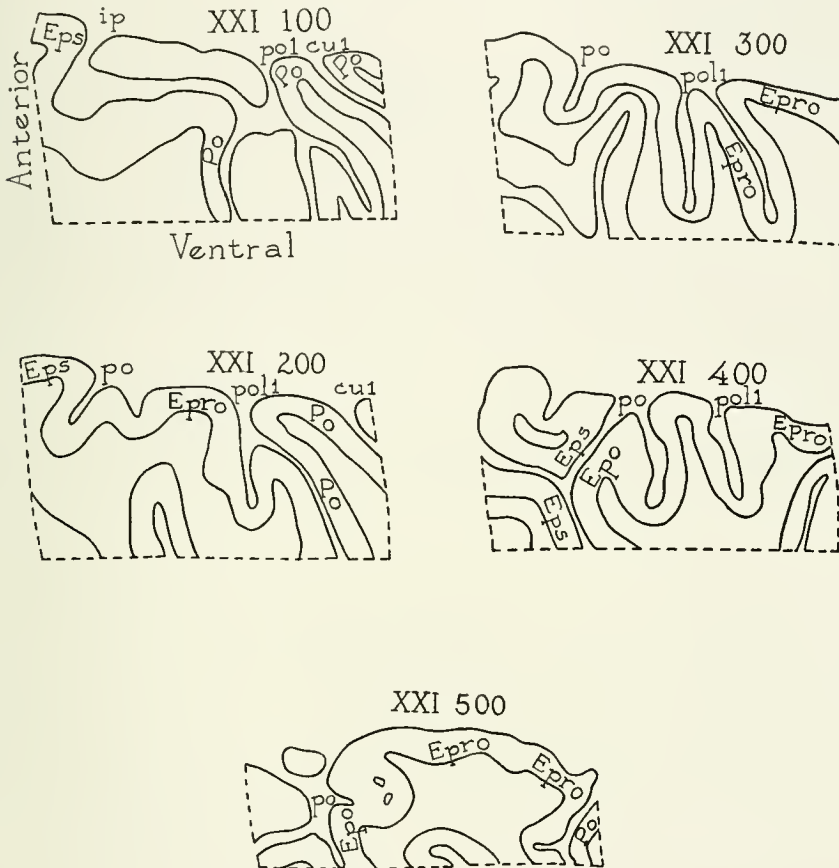 XXI 100
Eps
ip
po1
cu1
Po
Po
Po
Anterior
Ventral
XXI 300
po
pol1
Epro
Epro
XXI 200
Eps
po
Epro
pol1
cu1
Po
Po
XXI 400
po
pol1
Eps
Epo
Eps
Epro
XXI 500
Epro
Epro
po
Epo
Po